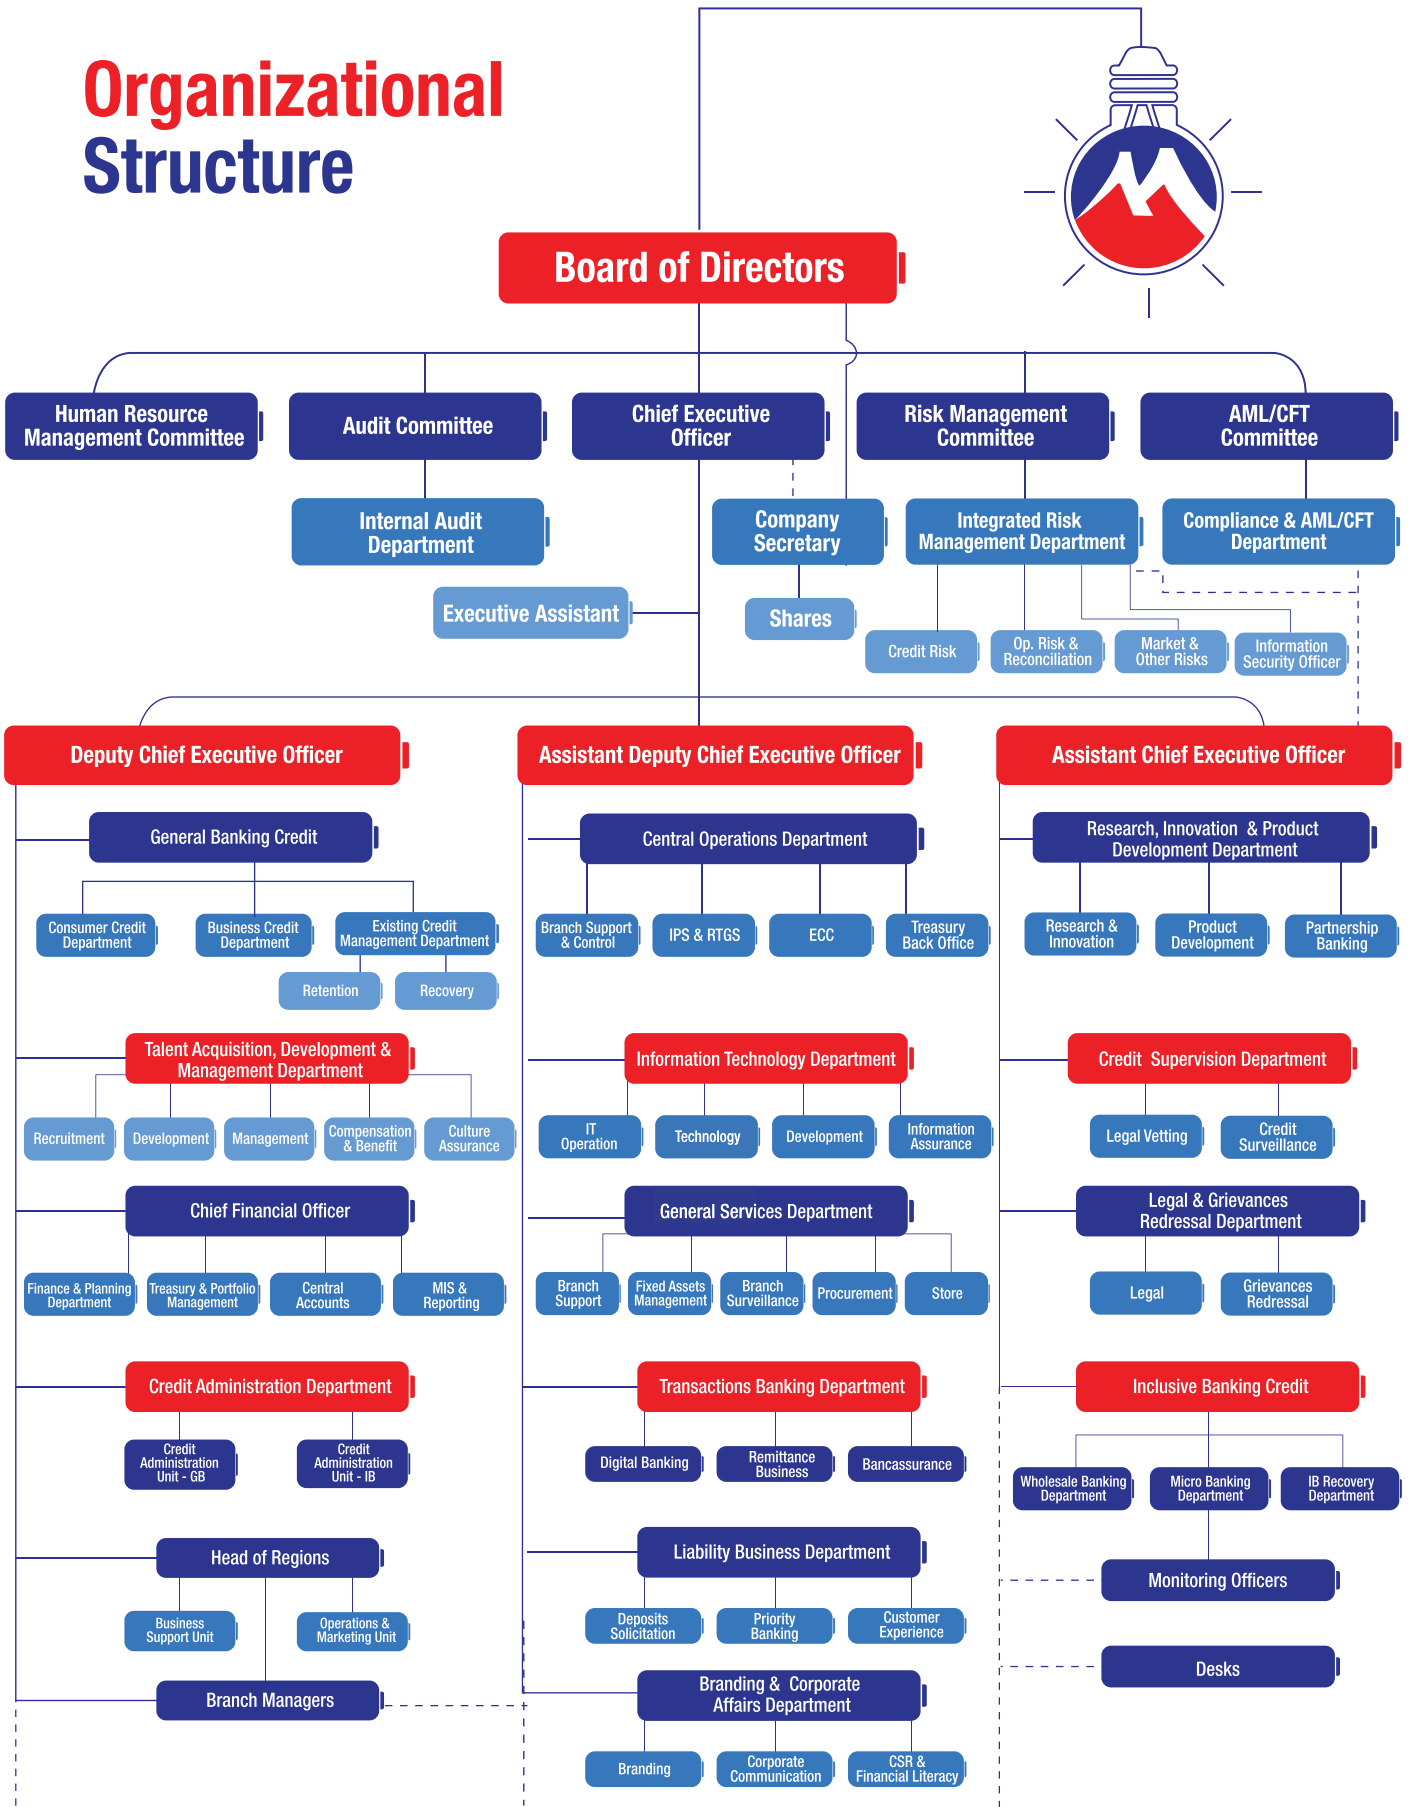 Organizational
Structure
Board of Directors
Human Resource
Management Committee
Audit Committee
Chief Executive
Officer
Risk Management
Committee
AML/CFT
Committee
Internal Audit
Department
Company
Secretary
Integrated Risk
Management Department
Compliance & AML/CFT
Department
Executive Assistant
Shares
Credit Risk
Op. Risk &
Reconciliation
Market &
Other Risks
Information
Security Officer
Deputy Chief Executive Officer
Assistant Deputy Chief Executive Officer
Assistant Chief Executive Officer
General Banking Credit
Central Operations Department
Research, Innovation & Product
Development Department
Consumer Credit
Department
Business Credit
Department
Existing Credit
Management Department
Branch Support
& Control
IPS & RTGS
ECC
Treasury
Back Office
Research &
Innovation
Product
Development
Partnership
Banking
Retention
Recovery
Talent Acquisition, Development &
Management Department
Information Technology Department
Credit Supervision Department
Recruitment
Development
Management
Compensation
& Benefit
Culture
Assurance
IT
Operation
Technology
Development
Information
Assurance
Legal Vetting
Credit
Surveillance
Chief Financial Officer
General Services Department
Legal & Grievances
Redressal Department
Finance & Planning
Department
Treasury & Portfolio
Management
Central
Accounts
MIS &
Reporting
Branch
Support
Fixed Assets
Management
Branch
Surveillance
Procurement
Store
Legal
Grievances
Redressal
Credit Administration Department
Transactions Banking Department
Inclusive Banking Credit
Credit
Administration
Unit - GB
Credit
Administration
Unit - IB
Digital Banking
Remittance
Business
Bancassurance
Wholesale Banking
Department
Micro Banking
Department
IB Recovery
Department
Head of Regions
Liability Business Department
Monitoring Officers
Business
Support Unit
Operations &
Marketing Unit
Deposits
Solicitation
Priority
Banking
Customer
Experience
Desks
Branch Managers
Branding & Corporate
Affairs Department
Branding
Corporate
Communication
CSR &
Financial Literacy